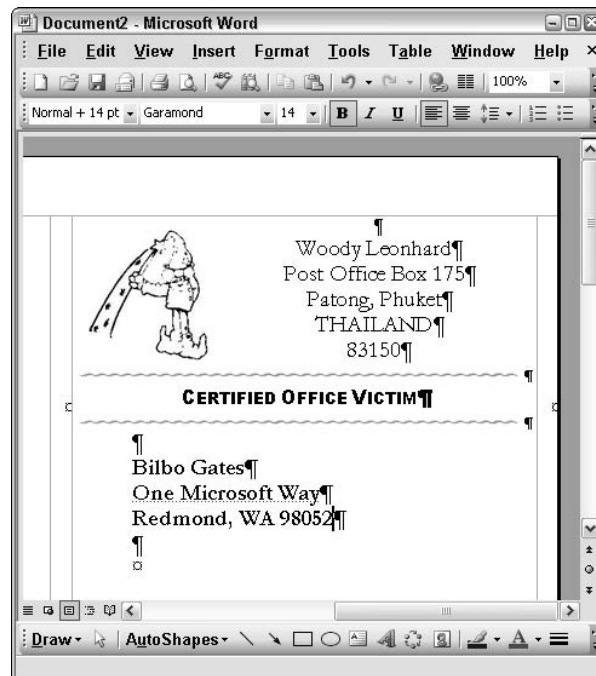 Document2 - Microsoft Word
File Edit View Insert Format Tools Table Window Help
100%
Normal + 14 pt Garamond 14 B I U
¶
Woody Leonhard¶
Post Office Box 175¶
Patong, Phuket¶
THAILAND¶
83150¶
¶
CERTIFIED OFFICE VICTIM¶
¶
¶
Bilbo Gates¶
One Microsoft Way¶
Redmond, WA 98052¶
¶
Draw AutoShapes